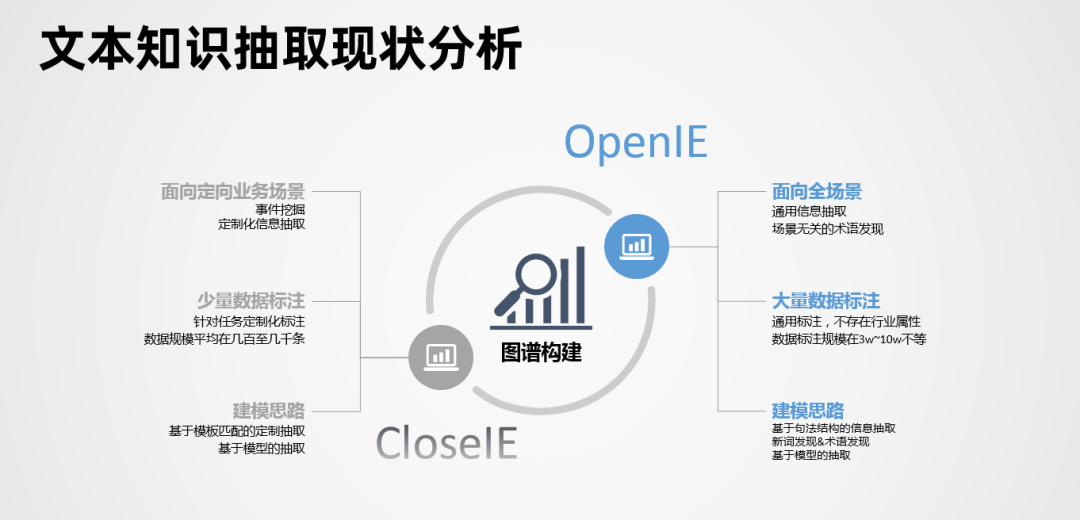 文本知识抽取现状分析
OpenIE
面向定向业务场景
事件挖掘
定制化信息抽取
少量数据标注
针对任务定制化标注
数据规模平均在几百至几千条
建模思路
基于模板匹配的定制抽取
基于模型的抽取
图谱构建
CloseIE
面向全场景
通用信息抽取
场景无关的术语发现
大量数据标注
通用标注，不存在行业属性
数据标注规模在3w~10w不等
建模思路
基于句法结构的信息抽取
新词发现&术语发现
基于模型的抽取